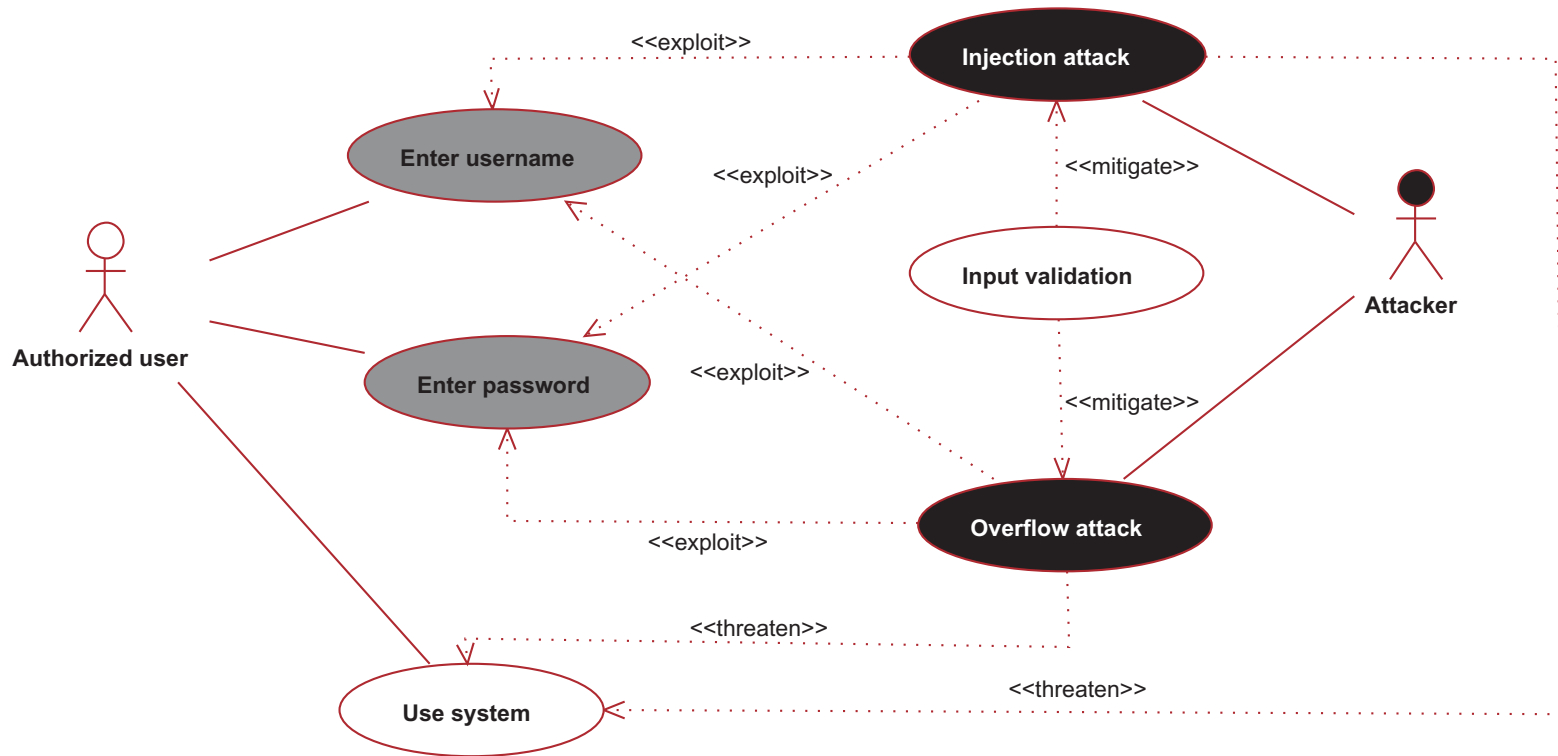 <<exploit>>
Injection attack
Enter username
<<mitigate>>
<<exploit>>
Input validation
Attacker
Authorized user
<<exploit>>
Enter password
<<mitigate>>
Overflow attack
<<exploit>>
<<threaten>>
<<threaten>>
Use system